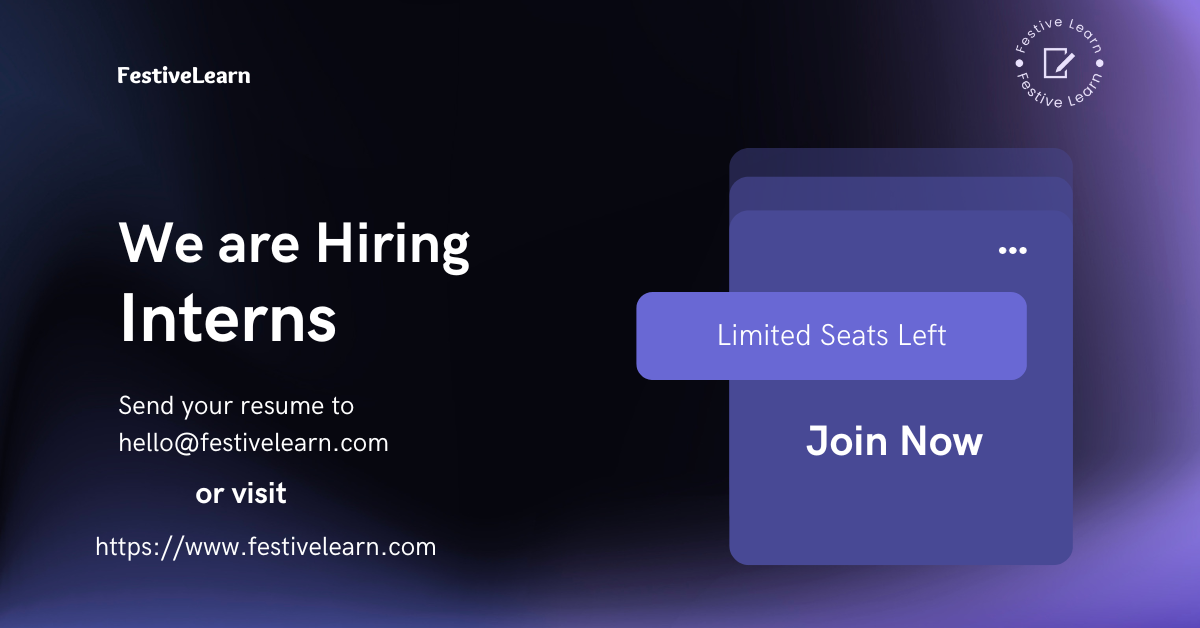 FestiveLearn
Festive Learn
Festive Learn
We are Hiring
Interns
Send your resume to
hello@festivelearn.com
or visit
https://www.festivelearn.com
•••
Limited Seats Left
Join Now